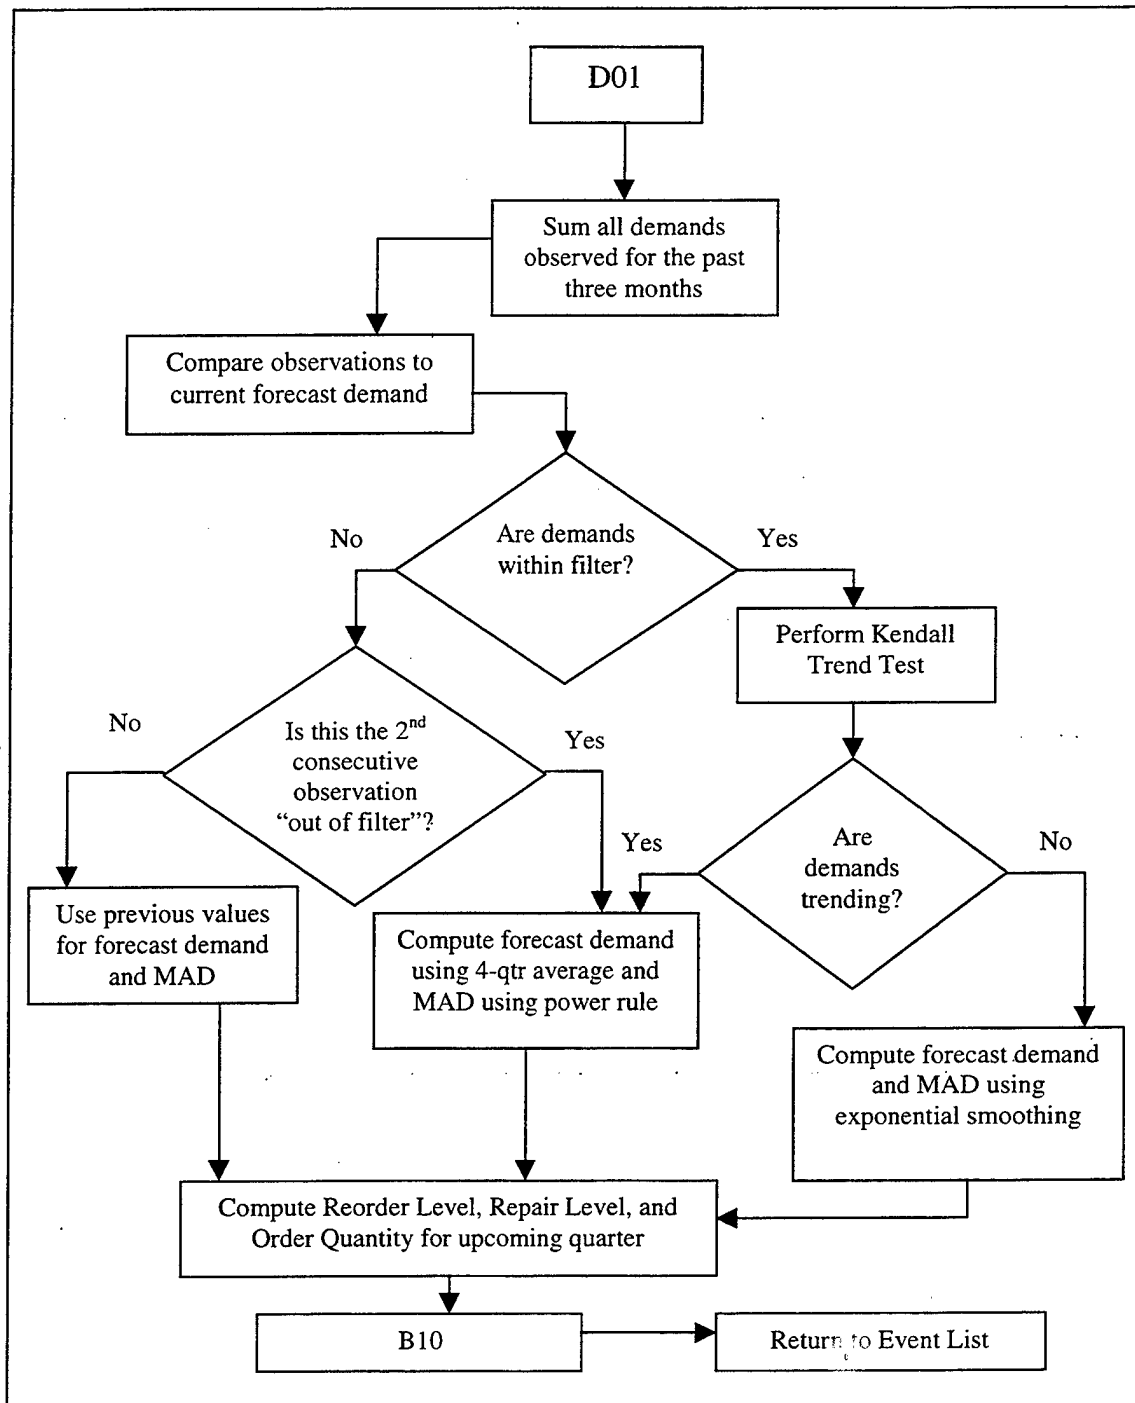 D01
Sum all demands
observed for the past
three months
Compare observations to
current forecast demand
Are demands
within filter?
No
Yes
Perform Kendall
Trend Test
Is this the 2nd
consecutive
observation
“out of filter”?
No
Yes
Are
demands
trending?
Yes
No
Use previous values
for forecast demand
and MAD
Compute forecast demand
using 4-qtr average and
MAD using power rule
Compute forecast demand
and MAD using
exponential smoothing
Compute Reorder Level, Repair Level, and
Order Quantity for upcoming quarter
B10
Return to Event List